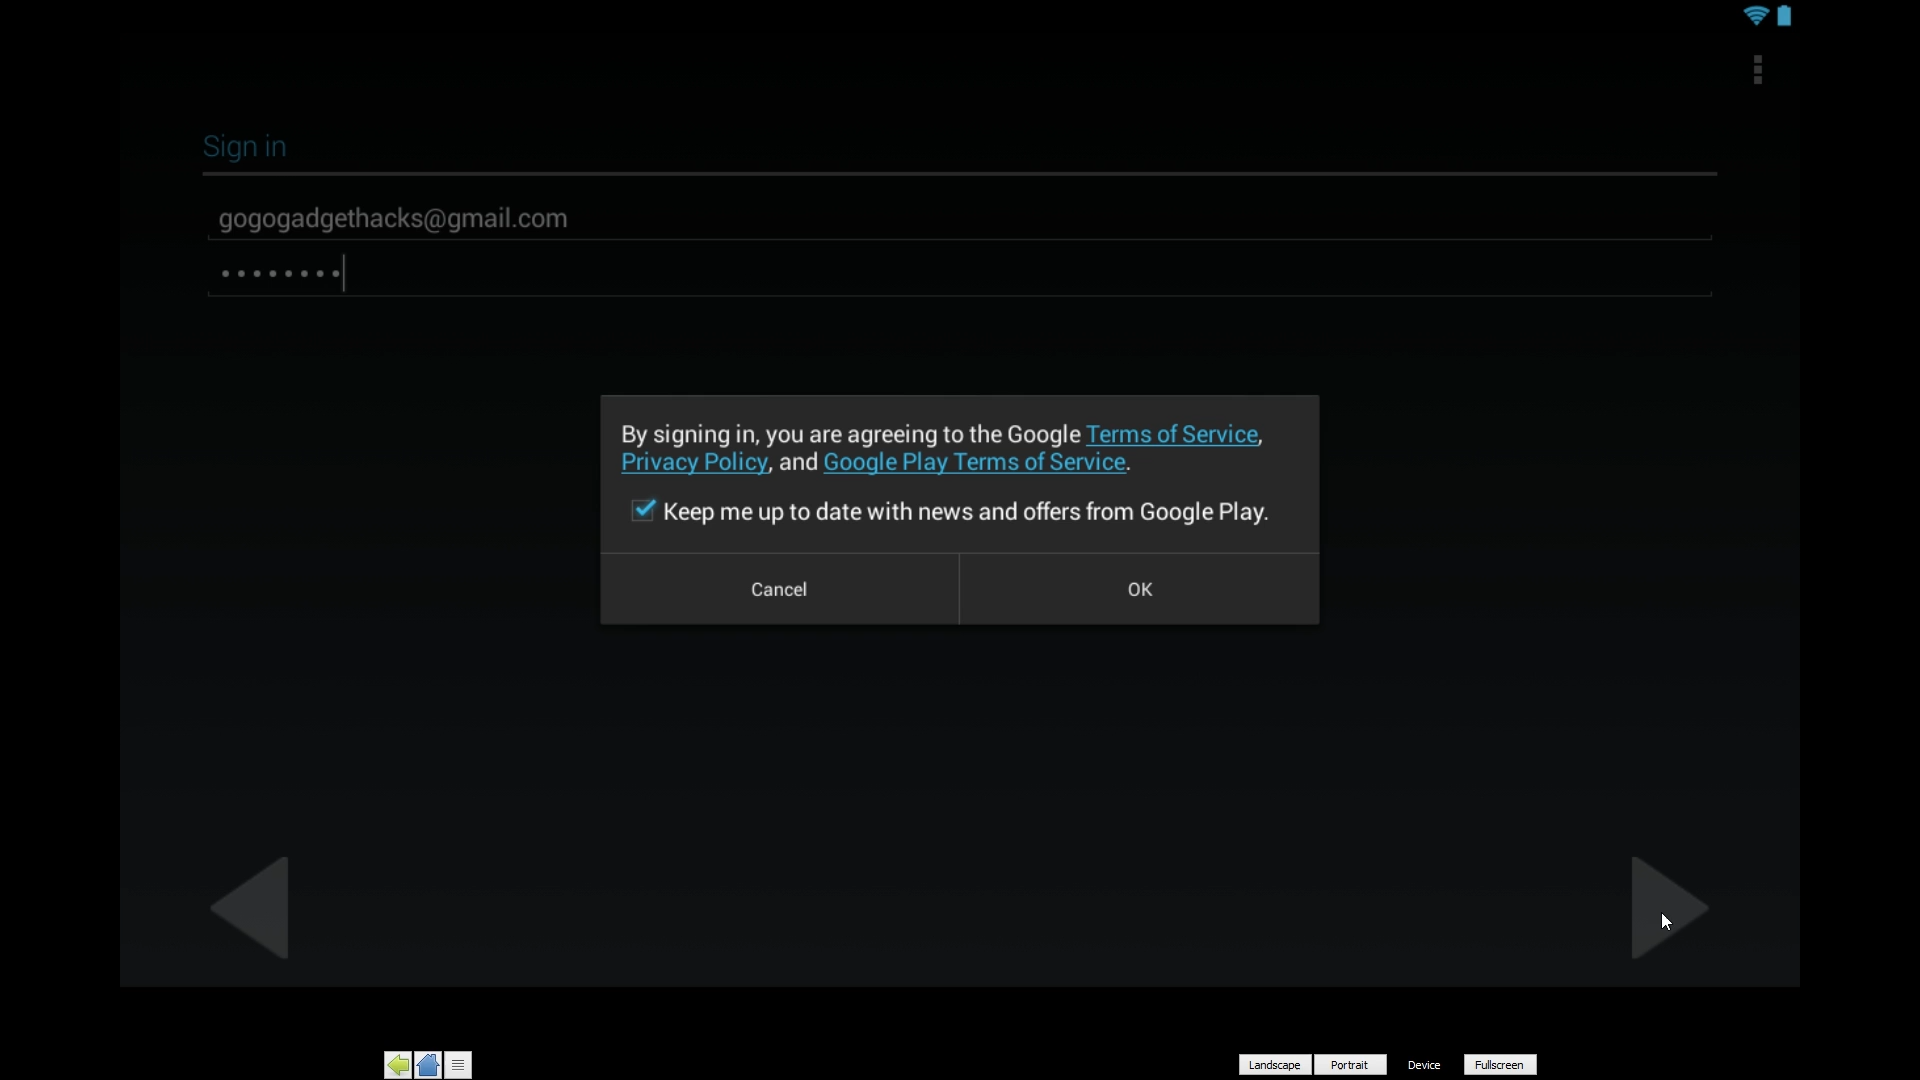 Sign in
gogogadgethacks@gmail.com
••••••••
By signing in, you are agreeing to the Google Terms of Service,
Privacy Policy, and Google Play Terms of Service.
Keep me up to date with news and offers from Google Play.
Cancel OK
Landscape Portrait Device Fullscreen